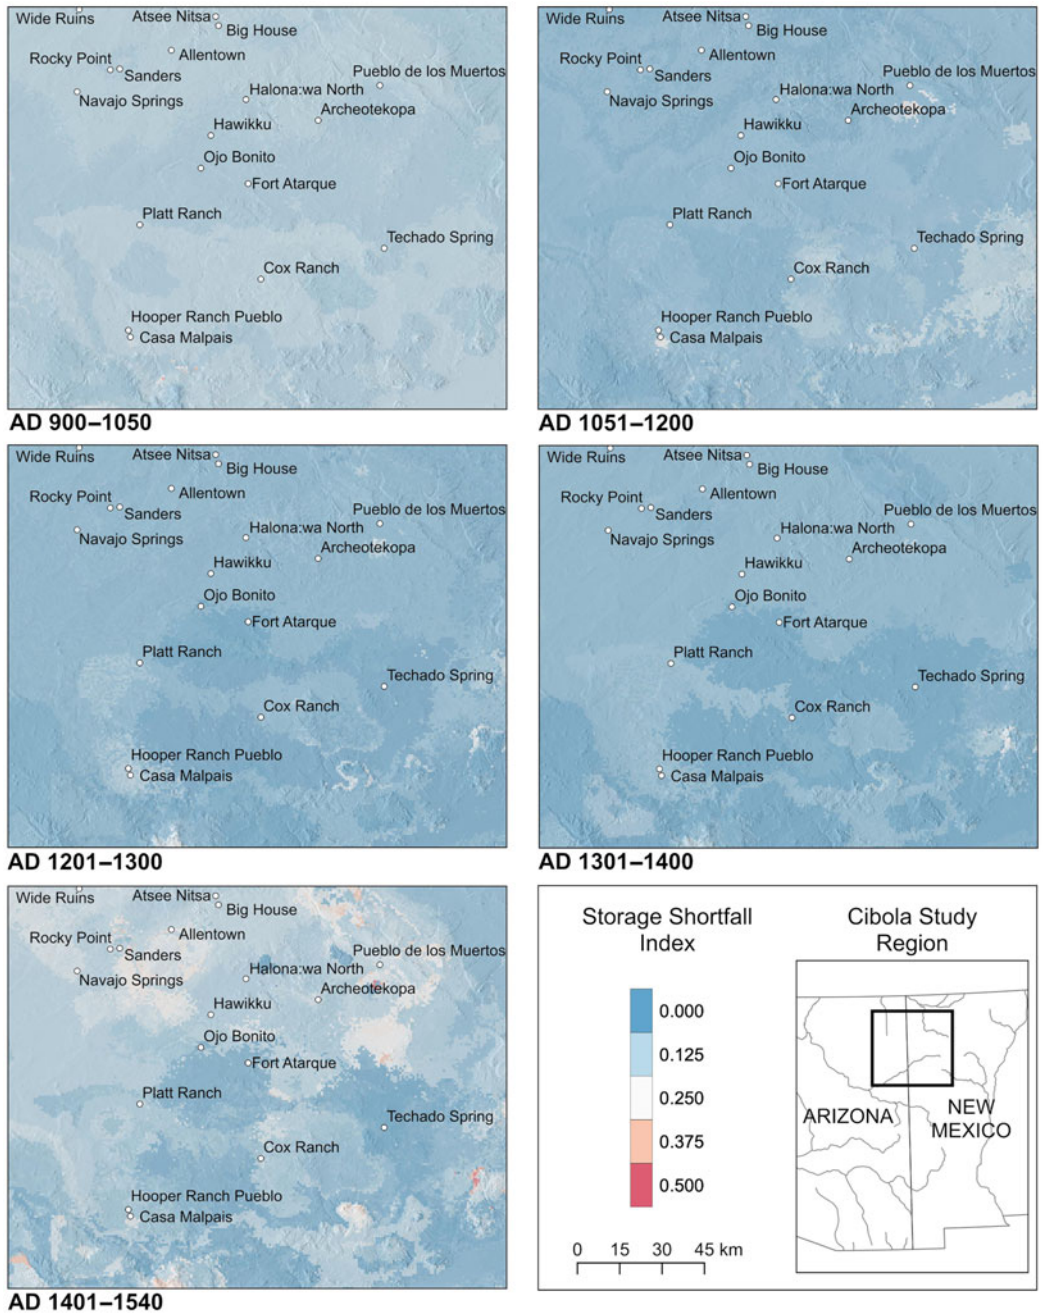 Wide Ruins
Atsee Nitsa
Big House
Allentown
Rocky Point
Sanders
Pueblo de los Muertos
Navajo Springs
Halona:wa North
Archeotekopa
Hawikku
Ojo Bonito
Fort Atarque
Platt Ranch
Techado Spring
Cox Ranch
Hooper Ranch Pueblo
Casa Malpais
AD 900–1050
Wide Ruins
Atsee Nitsa
Big House
Allentown
Rocky Point
Sanders
Pueblo de los Muertos
Navajo Springs
Halona:wa North
Archeotekopa
Hawikku
Ojo Bonito
Fort Atarque
Platt Ranch
Techado Spring
Cox Ranch
Hooper Ranch Pueblo
Casa Malpais
AD 1051–1200
Wide Ruins
Atsee Nitsa
Big House
Allentown
Rocky Point
Sanders
Pueblo de los Muertos
Navajo Springs
Halona:wa North
Archeotekopa
Hawikku
Ojo Bonito
Fort Atarque
Platt Ranch
Techado Spring
Cox Ranch
Hooper Ranch Pueblo
Casa Malpais
AD 1201–1300
Wide Ruins
Atsee Nitsa
Big House
Allentown
Rocky Point
Sanders
Pueblo de los Muertos
Navajo Springs
Halona:wa North
Archeotekopa
Hawikku
Ojo Bonito
Fort Atarque
Platt Ranch
Techado Spring
Cox Ranch
Hooper Ranch Pueblo
Casa Malpais
AD 1301–1400
Wide Ruins
Atsee Nitsa
Big House
Allentown
Rocky Point
Sanders
Pueblo de los Muertos
Navajo Springs
Halona:wa North
Archeotekopa
Hawikku
Ojo Bonito
Fort Atarque
Platt Ranch
Techado Spring
Cox Ranch
Hooper Ranch Pueblo
Casa Malpais
AD 1401–1540
Storage Shortfall
Index
0.000
0.125
0.250
0.375
0.500
0 15 30 45 km
Cibola Study
Region
ARIZONA
NEW
MEXICO